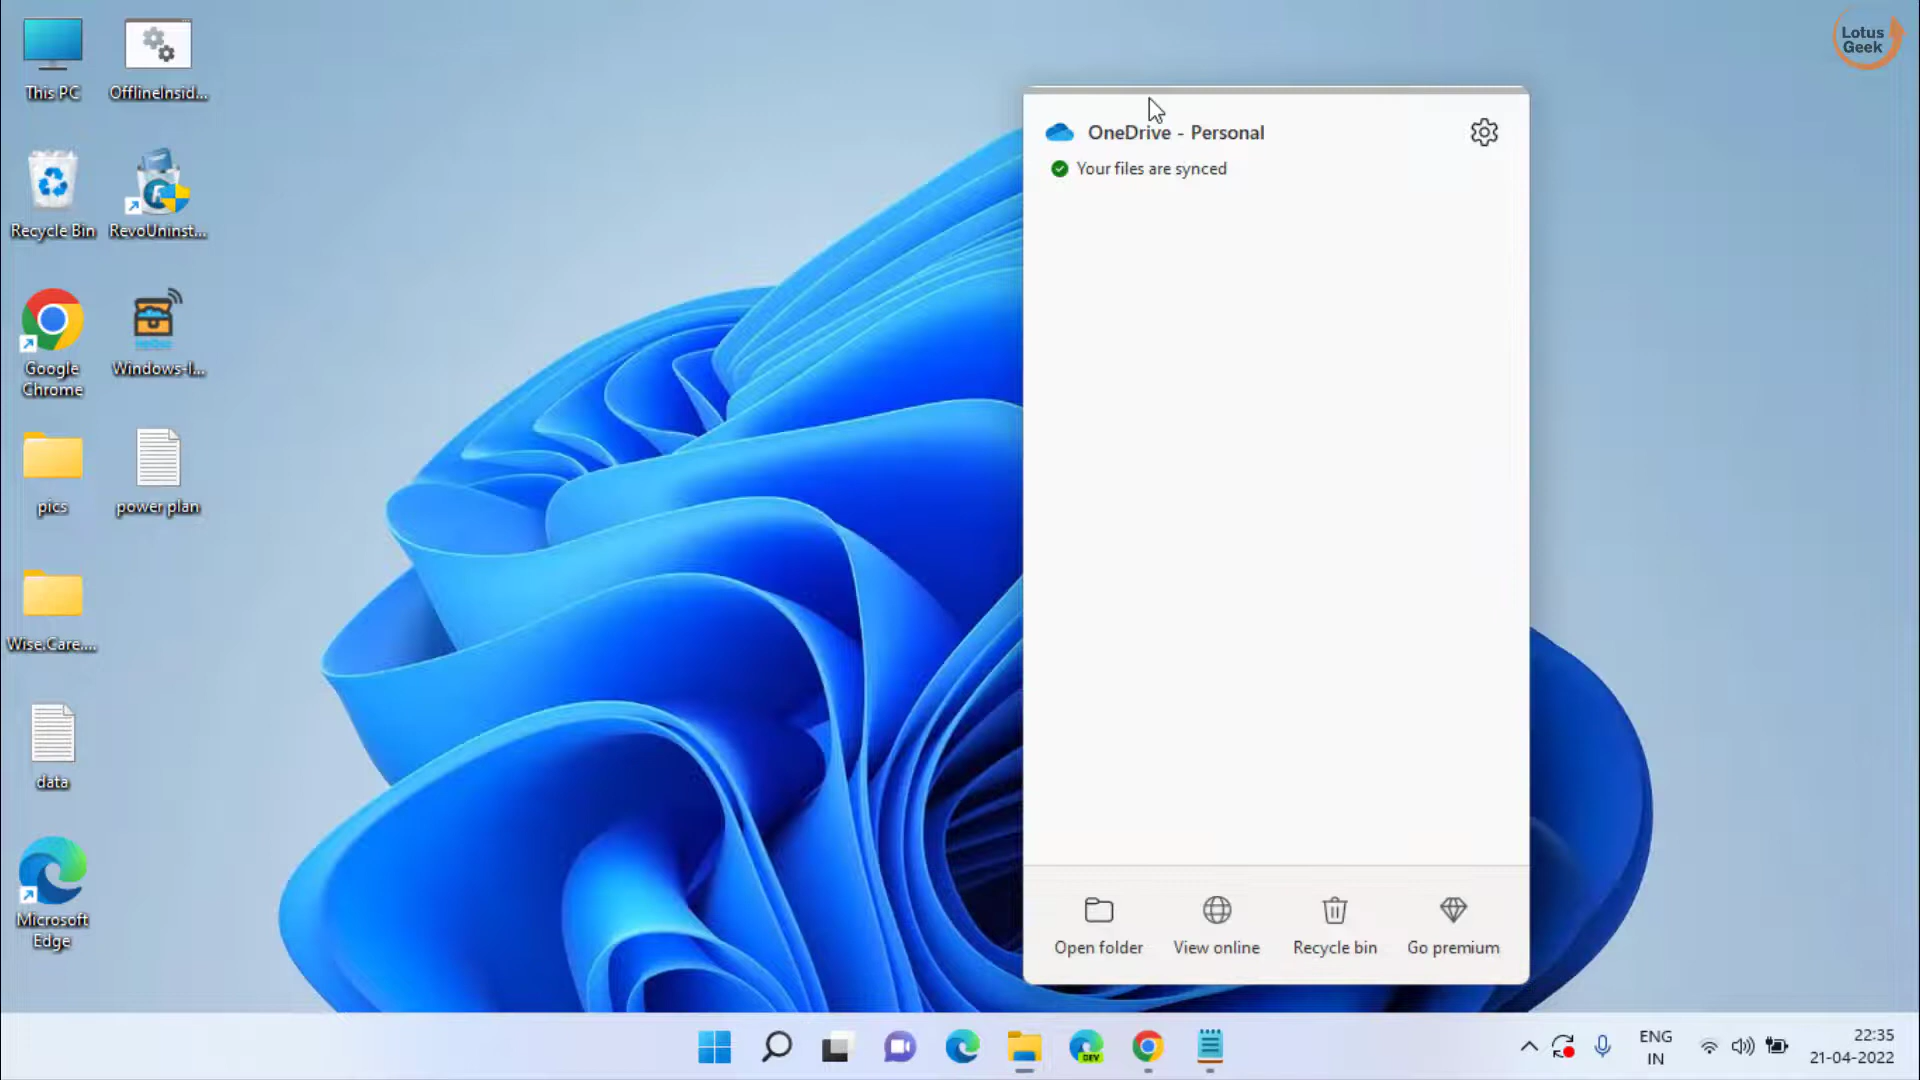 This PC
OfflineInsid...
Recycle Bin
RevoUninst...
Google
Chrome
Windows-I...
pics
power plan
Wise.Care....
data
Microsoft
Edge
Lotus
Geek
OneDrive - Personal
Your files are synced
Open folder
View online
Recycle bin
Go premium
DEV
ENG
IN
22:35
21-04-2022